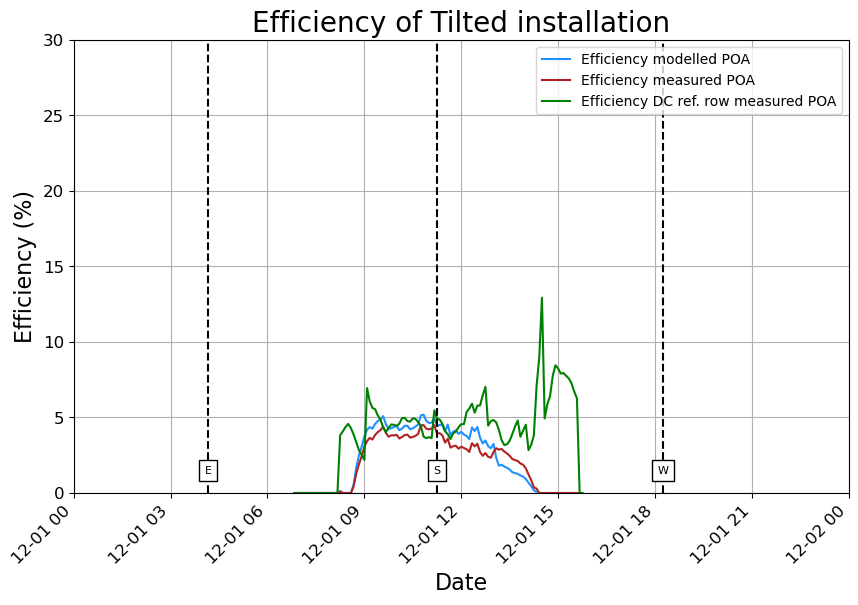 Efficiency of Tilted installation
Efficiency modelled POA
Efficiency measured POA
Efficiency DC ref. row measured POA
Efficiency (%)
30
25
20
15
10
5
0
E
S
W
12-01 00
12-01 03
12-01 06
12-01 09
12-01 12
12-01 15
12-01 18
12-01 21
12-02 00
Date